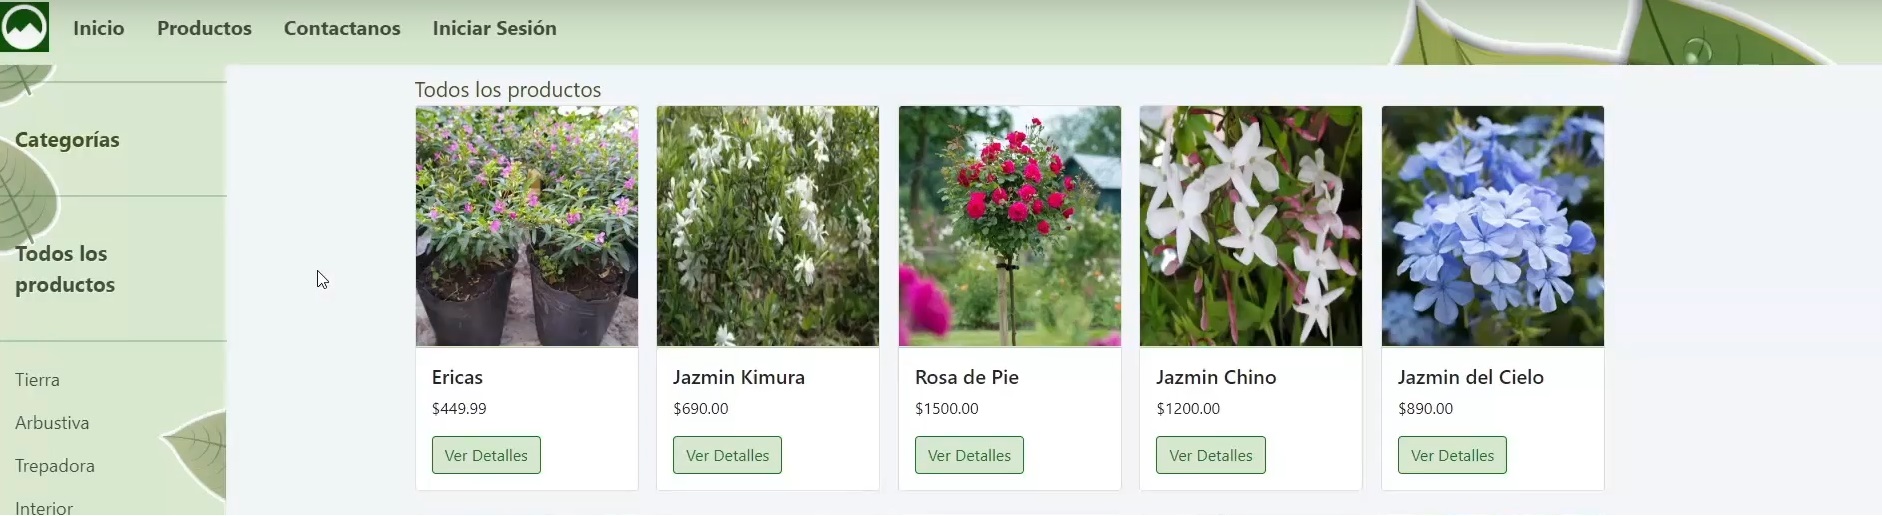 Inicio
Productos
Contactanos
Iniciar Sesión
Categorías
Todos los
productos
Tierra
Arbustiva
Trepadora
Interior
Todos los productos
Ericas
$449.99
Ver Detalles
Jazmin Kimura
$690.00
Ver Detalles
Rosa de Pie
$1500.00
Ver Detalles
Jazmin Chino
$1200.00
Ver Detalles
Jazmin del Cielo
$890.00
Ver Detalles